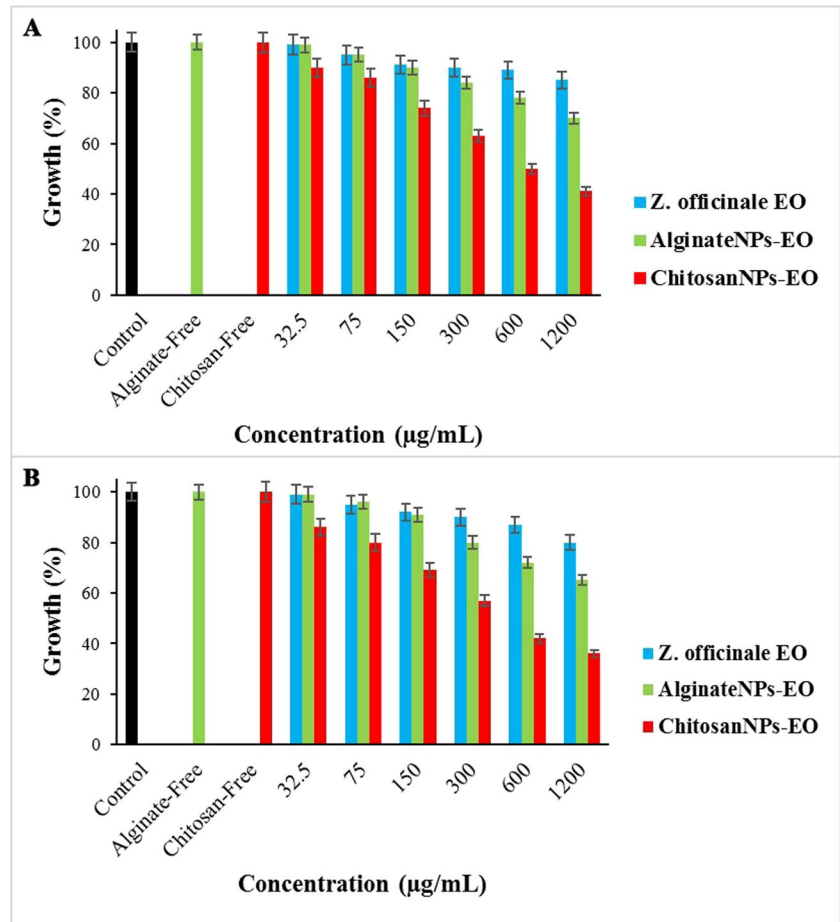 A
Growth (%)
100
80
60
40
20
0
Control
Alginate-Free
Chitosan-Free
32.5
75
150
300
600
1200
Concentration (µg/mL)
Z. officinale EO
AlginateNPs-EO
ChitosanNPs-EO
B
Growth (%)
100
80
60
40
20
0
Control
Alginate-Free
Chitosan-Free
32.5
75
150
300
600
1200
Concentration (µg/mL)
Z. officinale EO
AlginateNPs-EO
ChitosanNPs-EO